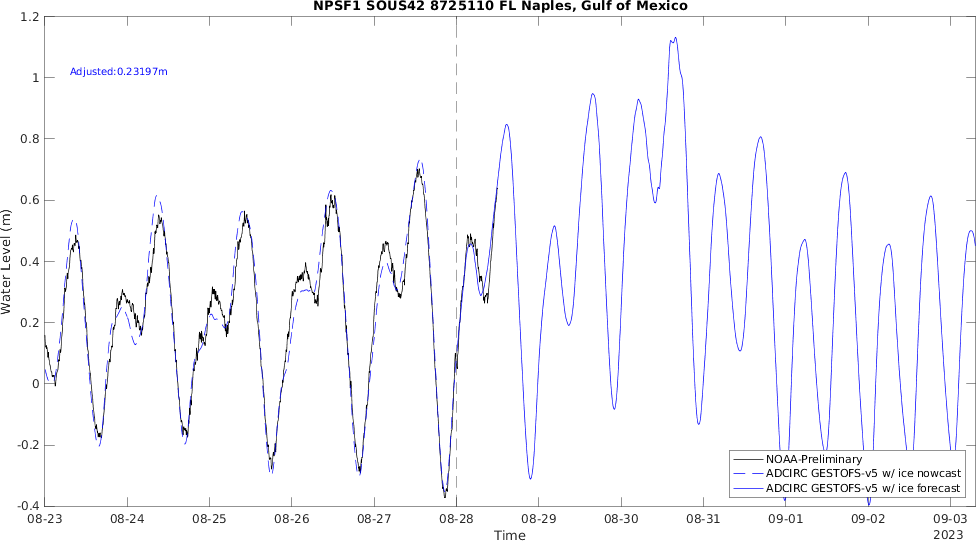 NPSF1 SOUS42 8725110 FL Naples, Gulf of Mexico
Adjusted:0.23197m
Water Level (m)
1.2
1
0.8
0.6
0.4
0.2
0
-0.2
-0.4
NOAA-Preliminary
ADCIRC GESTOFS-v5 w/ ice nowcast
ADCIRC GESTOFS-v5 w/ ice forecast
08-23 08-24 08-25 08-26 08-27 08-28 08-29 08-30 08-31 09-01 09-02 09-03
Time
2023